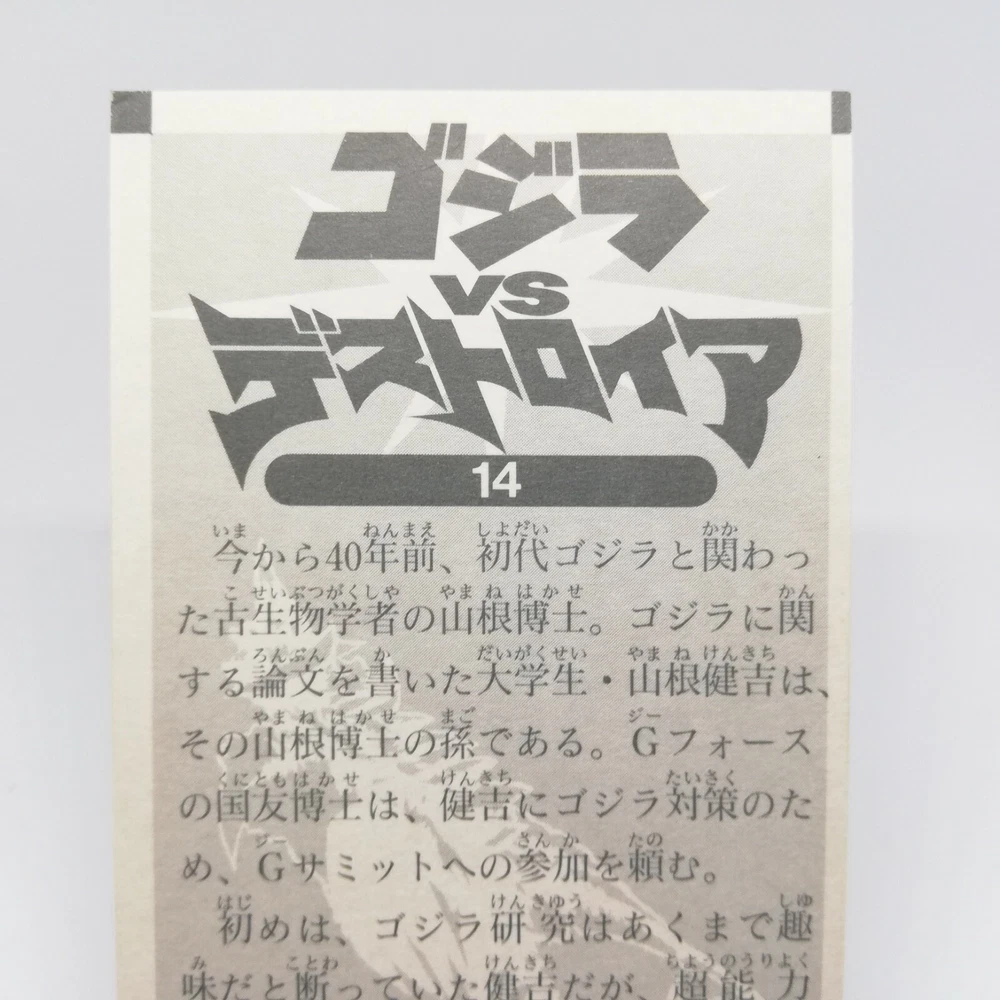 ゴジラ
VS
デストロイア
14
今から40年前、初代ゴジラと関わっ
た古生物学者の山根博士。ゴジラに関
する論文を書いた大学生・山根健吉は、
その山根博士の孫である。Gフォース
の国友博士は、健吉にゴジラ対策のた
め、Gサミットへの参加を頼む。
初めは、ゴジラ研究はあくまで趣
味だと断っていた健吉だが、超能力